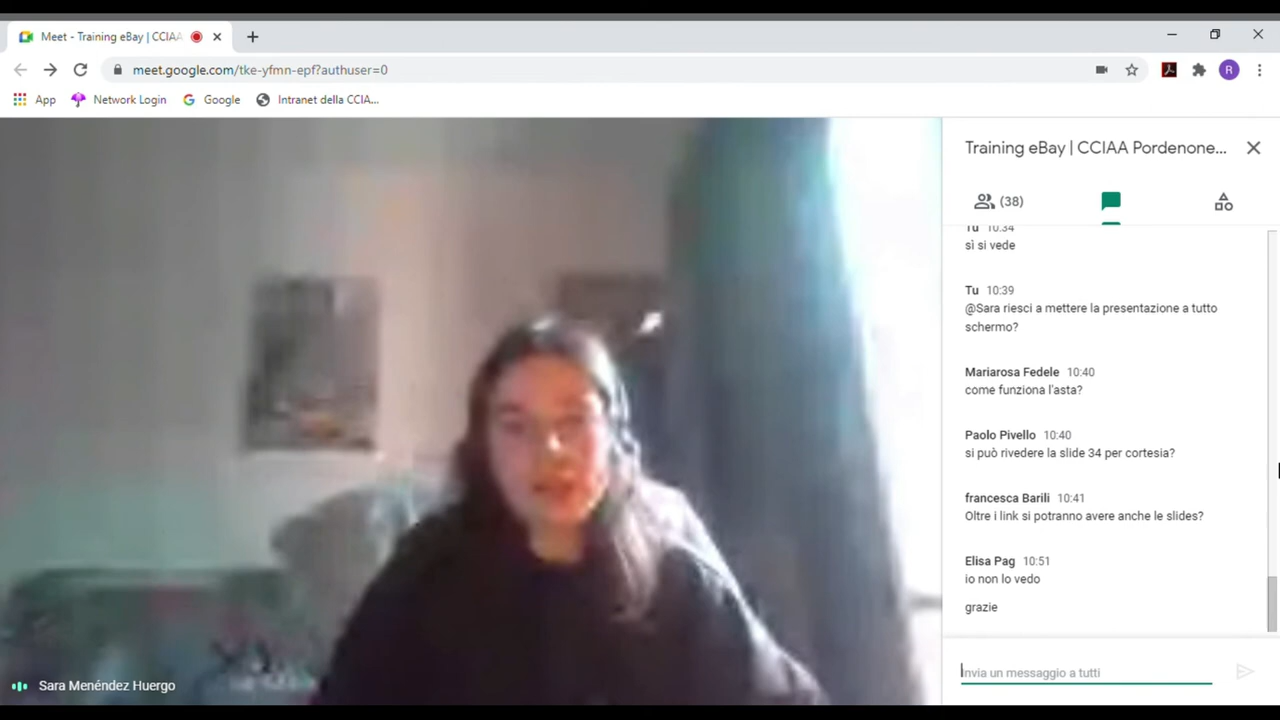 Meet - Training eBay | CCIAA
meet.google.com/tke-yfmn-epf?authuser=0
R
App Network Login Google Intranet della CCIA...
Training eBay | CCIAA Pordenone...
(38)
Tu 10:34
sì si vede
Tu 10:39
@Sara riesci a mettere la presentazione a tutto
schermo?
Mariarosa Fedele 10:40
come funziona l'asta?
Paolo Pivello 10:40
si può rivedere la slide 34 per cortesia?
francesca Barili 10:41
Oltre i link si potranno avere anche le slides?
Elisa Pag 10:51
io non lo vedo
grazie
Invia un messaggio a tutti
Sara Menéndez Huergo